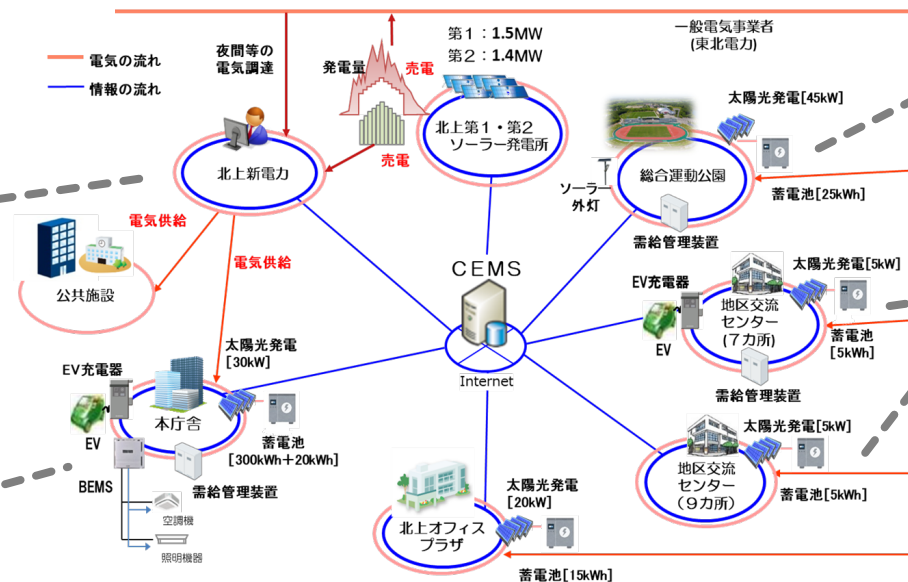 一般電気事業者
(東北電力)
電気の流れ
情報の流れ
夜間等の
電気調達
発電量
売電
売電
第1：1.5MW
第2：1.4MW
北上第1・第2
ソーラー発電所
北上新電力
太陽光発電[45kW]
総合運動公園
ソーラー
外灯
蓄電池[25kWh]
需給管理装置
電気供給
電気供給
公共施設
CEMS
Internet
太陽光発電[5kW]
EV充電器
地区交流
センター
(7カ所)
EV
蓄電池
[5kWh]
需給管理装置
太陽光発電
[30kW]
EV充電器
本庁舎
EV
蓄電池
[300kWh＋20kWh]
BEMS
需給管理装置
空調機
照明機器
太陽光発電[5kW]
地区交流
センター
（9カ所）
蓄電池[5kWh]
太陽光発電
[20kW]
北上オフィス
プラザ
蓄電池[15kWh]